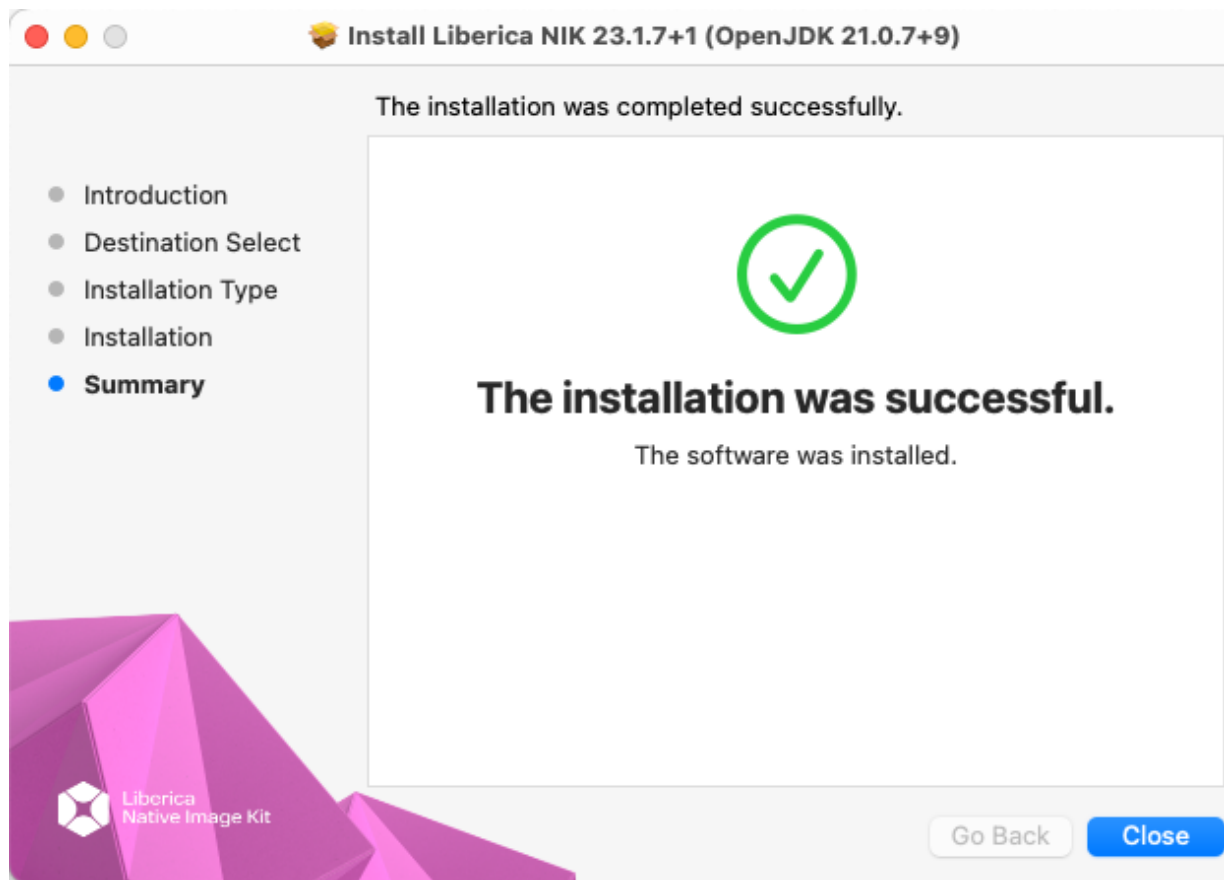 Install Liberica NIK 23.1.7+1 (OpenJDK 21.0.7+9)
The installation was completed successfully.
Introduction
Destination Select
Installation Type
Installation
Summary
The installation was successful.
The software was installed.
Liberica
Native Image Kit
Go Back
Close